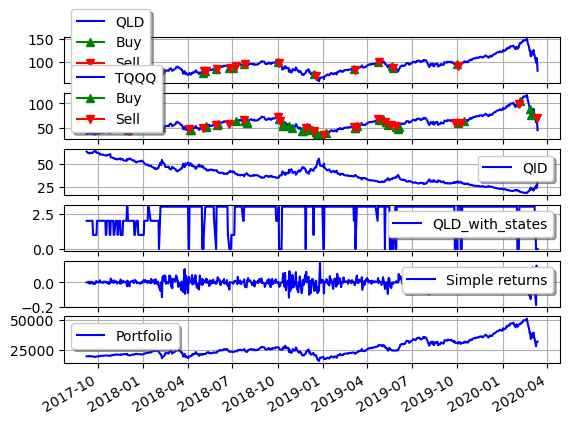 QLD
Buy
Sell
150
100
TQQQ
Buy
Sell
100
50
QID
50
25
QLD_with_states
2.5
0.0
Simple returns
0.0
−0.2
Portfolio
50000
25000
2017-10
2018-01
2018-04
2018-07
2018-10
2019-01
2019-04
2019-07
2019-10
2020-01
2020-04